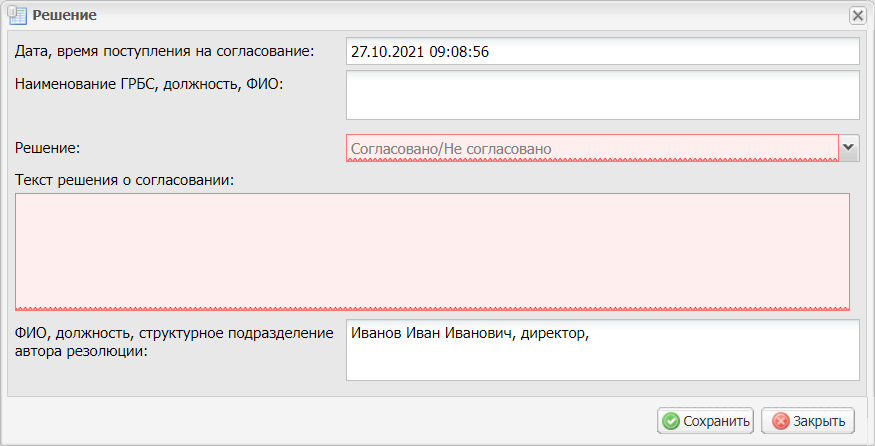 Решение
Дата, время поступления на согласование:
27.10.2021 09:08:56
Наименование ГРБС, должность, ФИО:
Решение:
Согласовано/Не согласовано
Текст решения о согласовании:
ФИО, должность, структурное подразделение
автора резолюции:
Иванов Иван Иванович, директор,
Сохранить
Закрыть